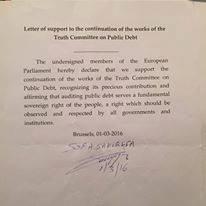 Letter of support to the continuation of the works of the
Truth Committee on Public Debt
The undersigned members of the European
Parliament hereby declare that we support the
continuation of the works of the Truth Committee on
Public Debt, recognizing its precious contribution and
affirming that auditing public debt serves a fundamental
sovereign right of the people, a right which should be
observed and respected by all governments and
institutions.
Brussels, 01-03-2016
1/3/16